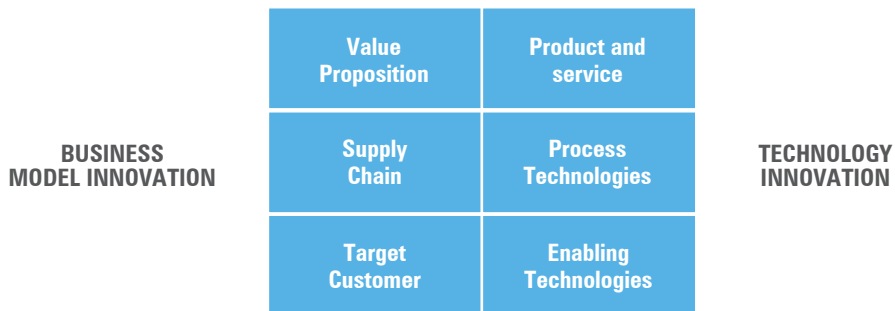 Value
Proposition
Product and
service
BUSINESS
MODEL INNOVATION
Supply
Chain
Process
Technologies
TECHNOLOGY
INNOVATION
Target
Customer
Enabling
Technologies